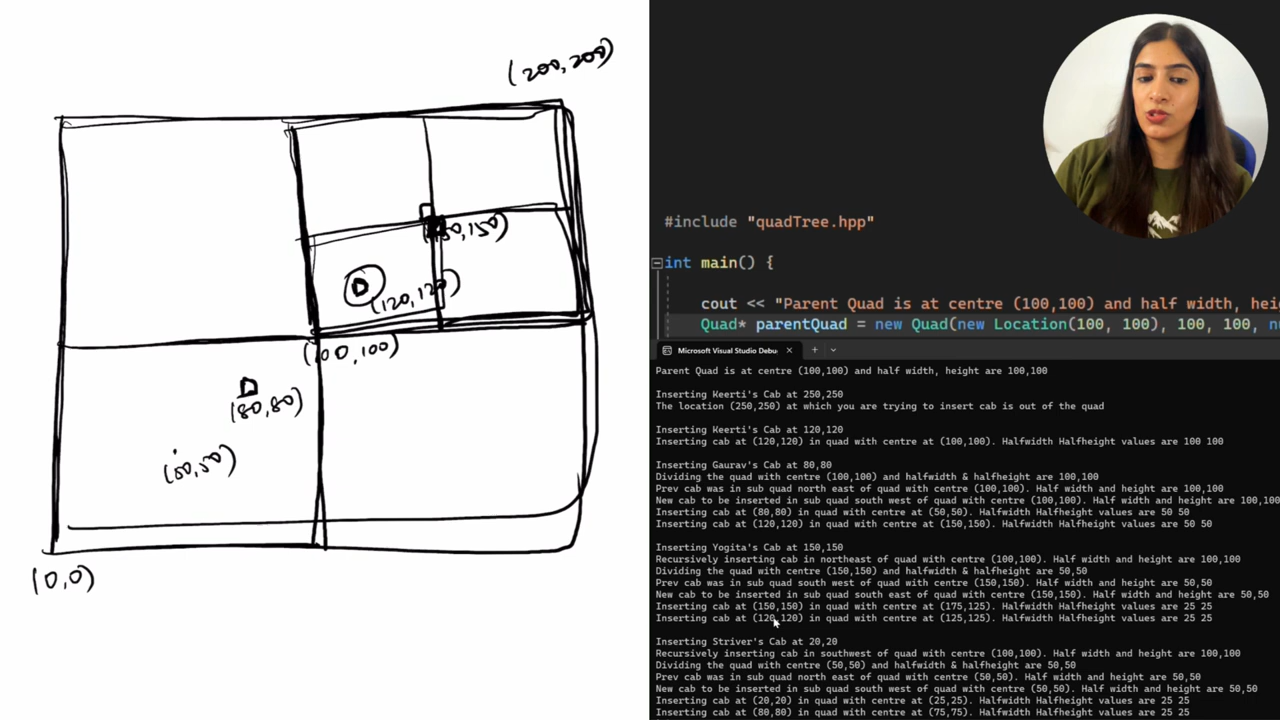 (200,200)
(150,150)
(120,120)
(100,100)
(80,80)
(50,50)
(0,0)
#include "quadTree.hpp"
int main() {
cout << "Parent Quad is at centre (100,100) and half width, hei
Quad* parentQuad = new Quad(new Location(100, 100), 100, 100, nu
Microsoft Visual Studio Debu
Parent Quad is at centre (100,100) and half width, height are 100,100
Inserting Keerti's Cab at 250,250
The location (250,250) at which you are trying to insert cab is out of the quad
Inserting Keerti's Cab at 120,120
Inserting cab at (120,120) in quad with centre at (100,100). Halfwidth Halfheight values are 100 100
Inserting Gaurav's Cab at 80,80
Dividing the quad with centre (100,100) and halfwidth & halfheight are 100,100
Prev cab was in sub quad north east of quad with centre (100,100). Half width and height are 100,100
New cab to be inserted in sub quad south west of quad with centre (100,100). Half width and height are 100,100
Inserting cab at (80,80) in quad with centre at (50,50). Halfwidth Halfheight values are 50 50
Inserting cab at (120,120) in quad with centre at (150,150). Halfwidth Halfheight values are 50 50
Inserting Yogita's Cab at 150,150
Recursively inserting cab in northeast of quad with centre (100,100). Half width and height are 100,100
Dividing the quad with centre (150,150) and halfwidth & halfheight are 50,50
Prev cab was in sub quad south west of quad with centre (150,150). Half width and height are 50,50
New cab to be inserted in sub quad south east of quad with centre (150,150). Half width and height are 50,50
Inserting cab at (150,150) in quad with centre at (175,125). Halfwidth Halfheight values are 25 25
Inserting cab at (120,120) in quad with centre at (125,125). Halfwidth Halfheight values are 25 25
Inserting Striver's Cab at 20,20
Recursively inserting cab in southwest of quad with centre (100,100). Half width and height are 100,100
Dividing the quad with centre (50,50) and halfwidth & halfheight are 50,50
Prev cab was in sub quad north east of quad with centre (50,50). Half width and height are 50,50
New cab to be inserted in sub quad south west of quad with centre (50,50). Half width and height are 50,50
Inserting cab at (20,20) in quad with centre at (25,25). Halfwidth Halfheight values are 25 25
Inserting cab at (80,80) in quad with centre at (75,75). Halfwidth Halfheight values are 25 25